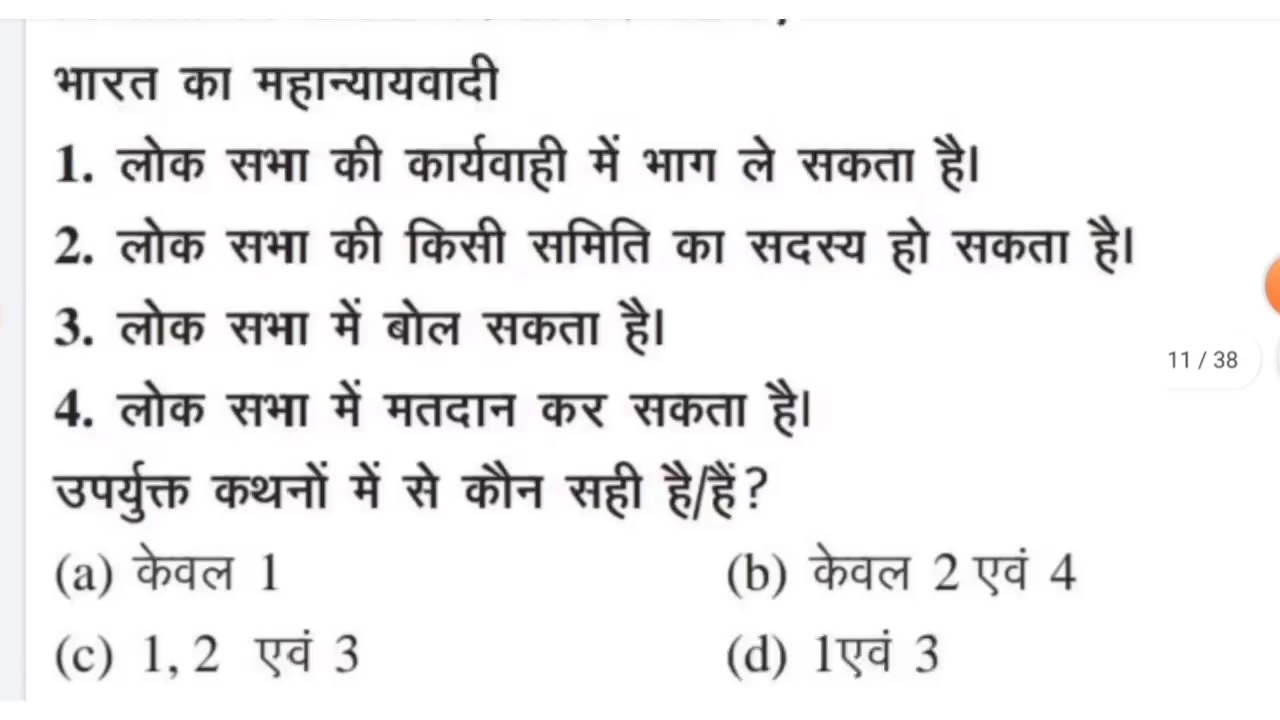 भारत का महान्यायवादी
1. लोक सभा की कार्यवाही में भाग ले सकता है।
2. लोक सभा की किसी समिति का सदस्य हो सकता है।
3. लोक सभा में बोल सकता है।
11 / 38
4. लोक सभा में मतदान कर सकता है।
उपर्युक्त कथनों में से कौन सही है/हैं?
(a) केवल 1 (b) केवल 2 एवं 4
(c) 1, 2 एवं 3 (d) 1एवं 3